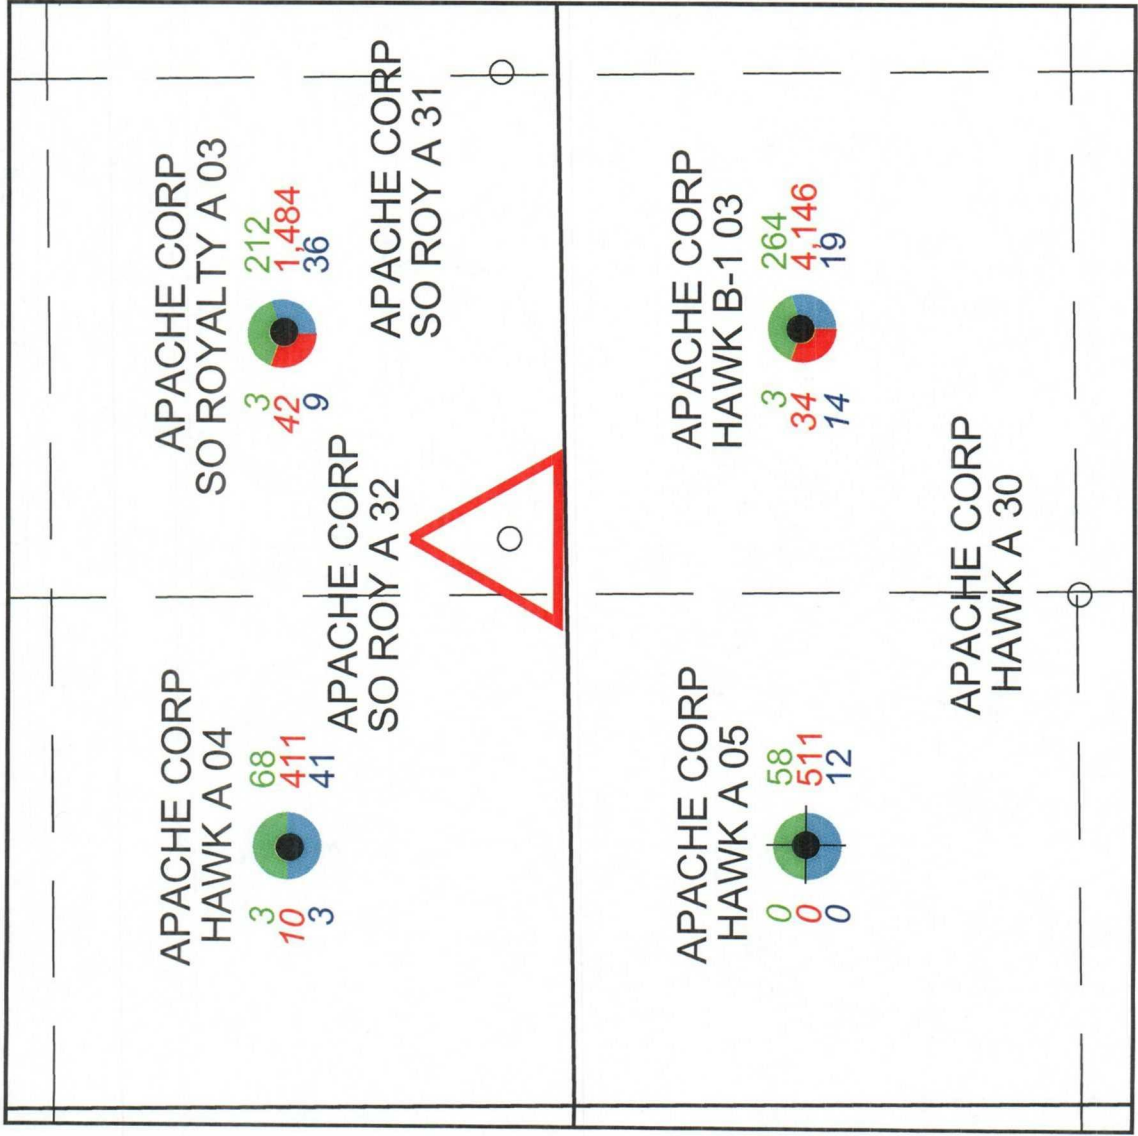 APACHE CORP
HAWK A 04
3
10
3
68
411
41
APACHE CORP
SO ROYALTY A 03
3
42
9
212
1,484
36
APACHE CORP
SO ROY A 32
APACHE CORP
SO ROY A 31
APACHE CORP
HAWK A 05
0
0
0
58
511
12
APACHE CORP
HAWK B-1 03
3
34
14
264
4,146
19
APACHE CORP
HAWK A 30